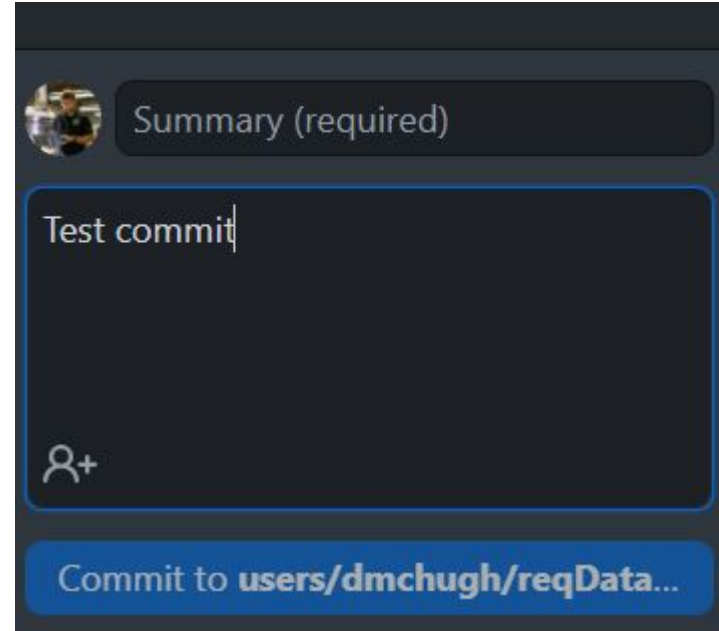 Summary (required)
Test commit
Commit to users/dmchugh/reqData...